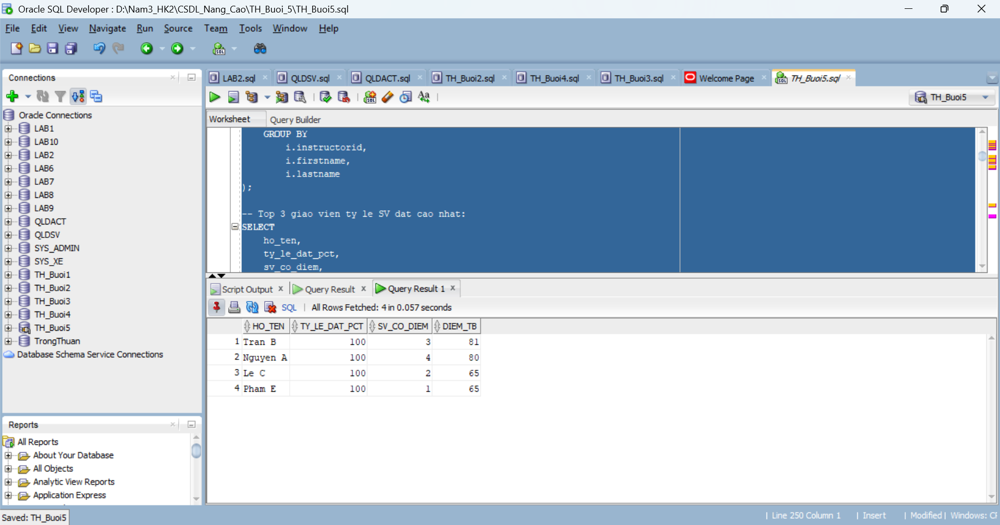 Oracle SQL Developer : D:\Nam3_HK2\CSDL_Nang_Cao\TH_Buoi_5\TH_Buoi5.sql
File Edit View Navigate Run Source Team Tools Window Help
Connections
Oracle Connections
LAB1
LAB10
LAB2
LAB6
LAB7
LAB8
LAB9
QLDACT
QLDSV
SYS_ADMIN
SYS_XE
TH_Buoi1
TH_Buoi2
TH_Buoi3
TH_Buoi4
TH_Buoi5
TrongThuan
Database Schema Service Connections
Reports
All Reports
About Your Database
All Objects
Analytic View Reports
Application Express
LAB2.sql QLDSV.sql QLDACT.sql TH_Buoi2.sql TH_Buoi4.sql TH_Buoi3.sql Welcome Page TH_Buoi5.sql
TH_Buoi5
Worksheet Query Builder
GROUP BY
i.instructorid,
i.firstname,
i.lastname
);
-- Top 3 giao vien ty le SV dat cao nhat:
SELECT
ho_ten,
ty_le_dat_pct,
sv_co_diem,
Script Output Query Result Query Result 1
SQL | All Rows Fetched: 4 in 0.057 seconds
HO_TEN TY_LE_DAT_PCT SV_CO_DIEM DIEM_TB
1 Tran B 100 3 81
2 Nguyen A 100 4 80
3 Le C 100 2 65
4 Pham E 100 1 65
Saved: TH_Buoi5
| Line 250 Column 1 | Insert | Modified | Windows: